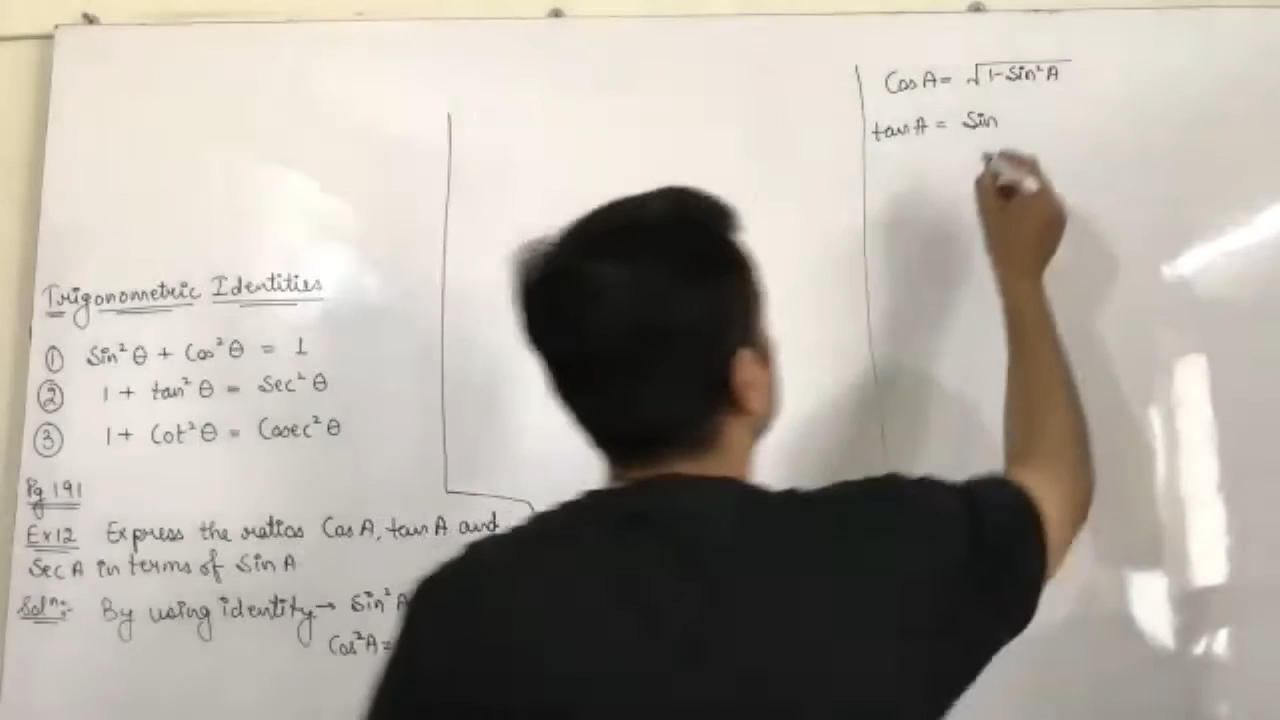 Trigonometric Identities
① Sin²θ + Cos²θ = 1
② 1 + tan²θ = Sec²θ
③ 1 + Cot²θ = Cosec²θ
Pg 191
Ex12 Express the ratios Cos A, tan A and
Sec A in terms of Sin A
Solⁿ:- By using identity→ Sin²A
Cos²A=
Cos A = √1-Sin²A
tan A = Sin